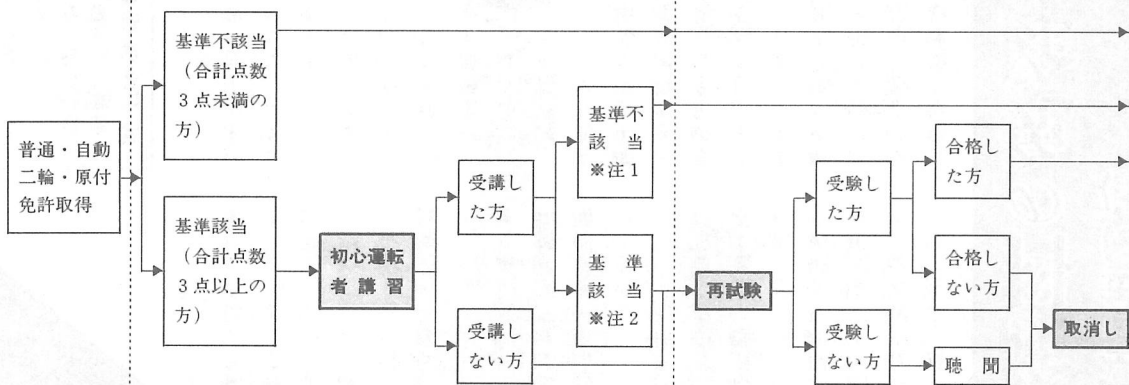 普通・自動
二輪・原付
免許取得
基準不該当
（合計点数
3点未満の
方）
基準該当
（合計点数
3点以上の
方）
初心運転
者講習
受講し
た方
受講し
ない方
基準不
該当
※注1
基準
該当
※注2
再試験
受験し
た方
受験し
ない方
合格し
た方
合格し
ない方
聴聞
取消し